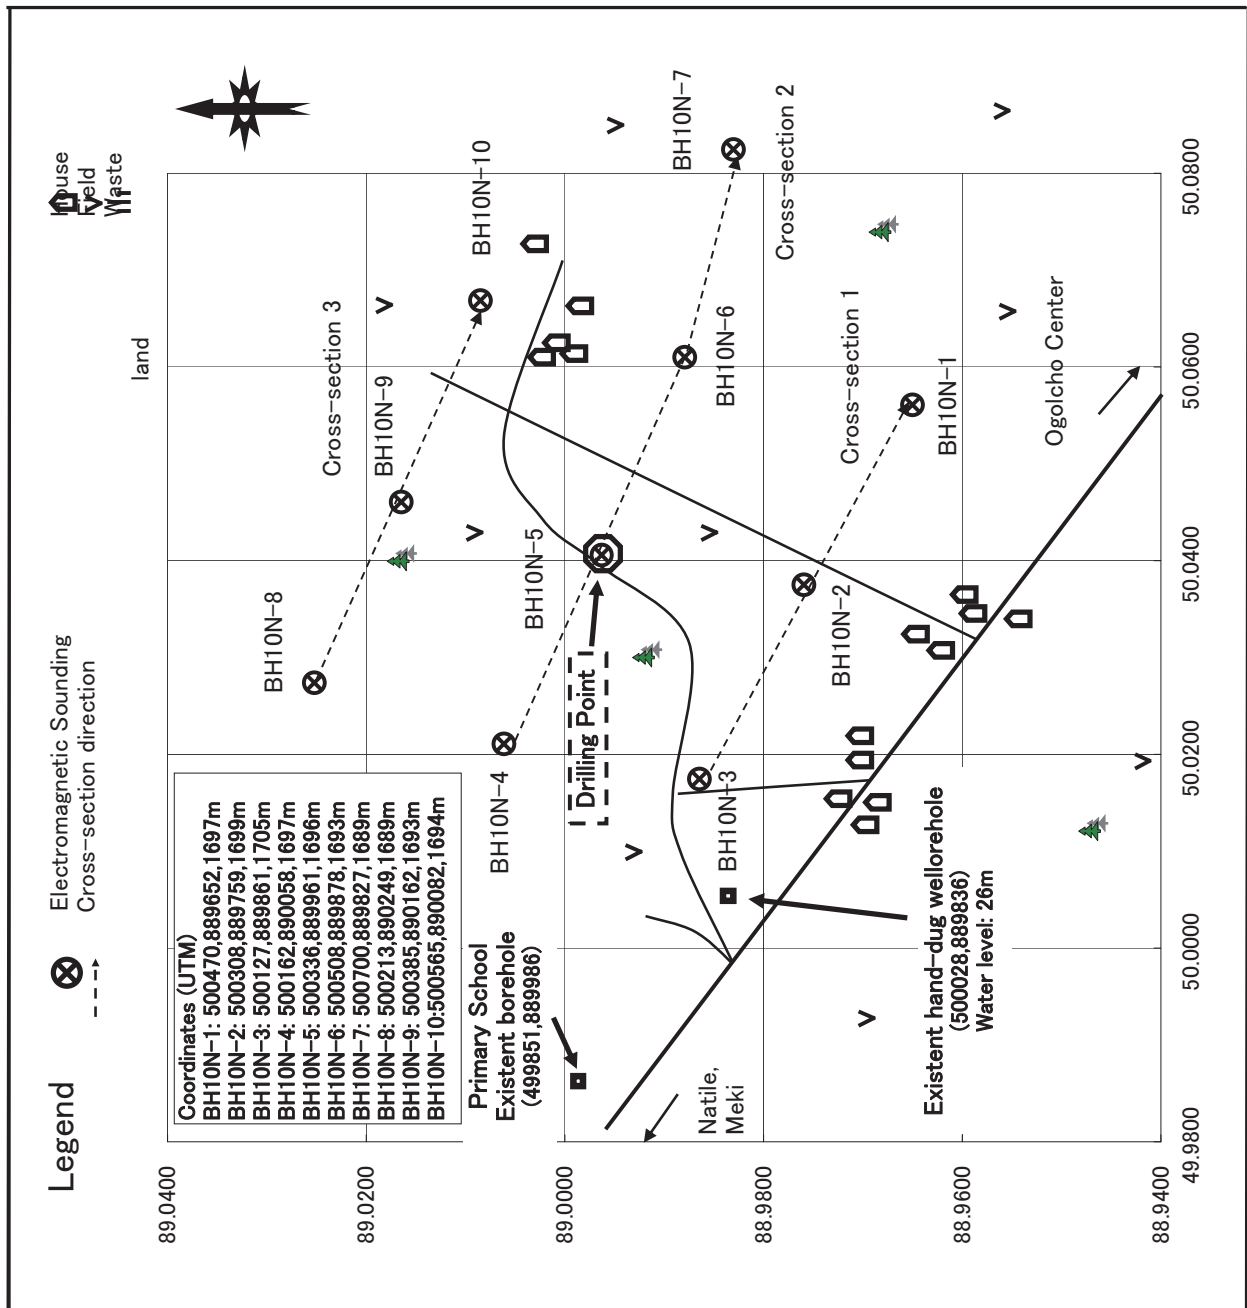 Legend
Electromagnetic Sounding
Cross-section direction
House
Field
Waste
land
Coordinates (UTM)
BH10N-1: 500470,889652,1697m
BH10N-2: 500308,889759,1699m
BH10N-3: 500127,889861,1705m
BH10N-4: 500162,890058,1697m
BH10N-5: 500336,889961,1696m
BH10N-6: 500508,889878,1693m
BH10N-7: 500700,889827,1689m
BH10N-8: 500213,890249,1689m
BH10N-9: 500385,890162,1693m
BH10N-10:500565,890082,1694m
BH10N-8
Cross-section 3
BH10N-9
BH10N-10
BH10N-4
BH10N-5
Drilling Point
BH10N-6
BH10N-7
Cross-section 2
Primary School
Existent borehole
(499851,889986)
BH10N-3
BH10N-2
Cross-section 1
BH10N-1
Natile,
Meki
Existent hand-dug wellorehole
(500028,889836)
Water level: 26m
Ogolcho Center
89.0400
89.0200
89.0000
88.9800
88.9600
88.9400
49.9800
50.0000
50.0200
50.0400
50.0600
50.0800